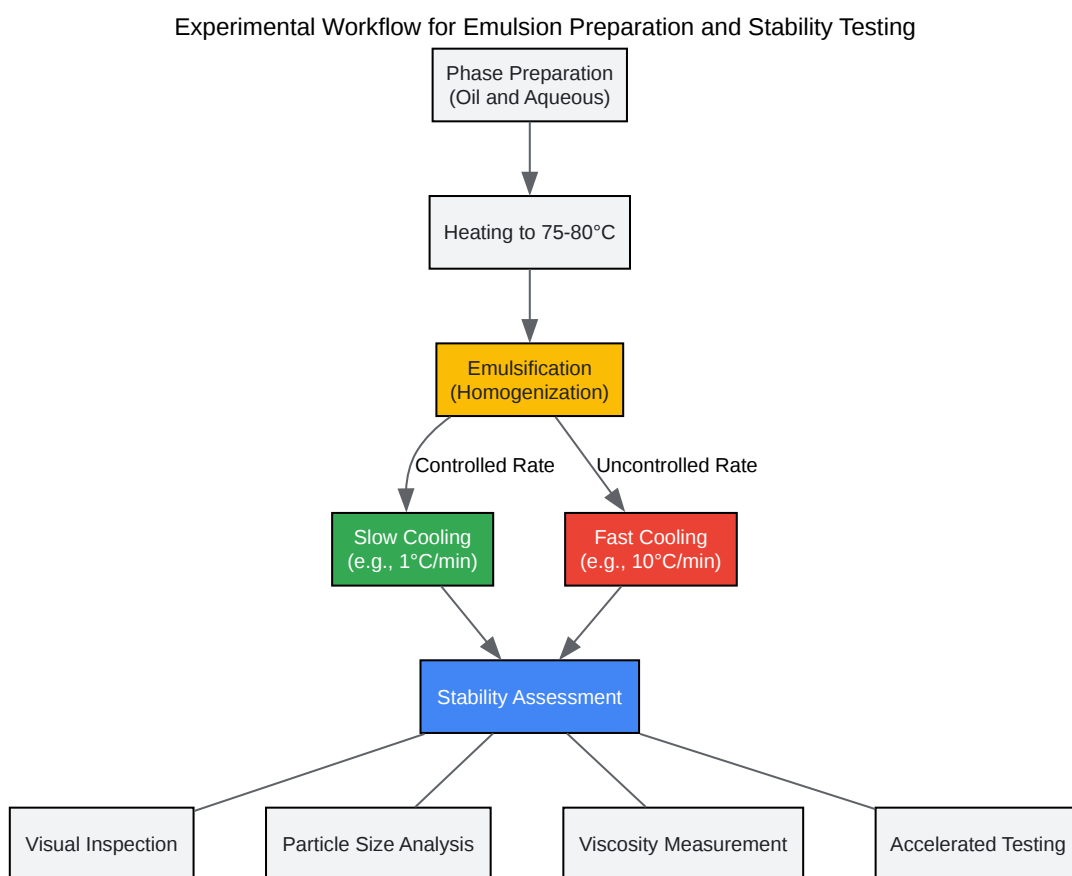 Experimental Workflow for Emulsion Preparation and Stability Testing
Phase Preparation
(Oil and Aqueous)
Heating to 75-80°C
Emulsification
(Homogenization)
Controlled Rate
Uncontrolled Rate
Slow Cooling
(e.g., 1°C/min)
Fast Cooling
(e.g., 10°C/min)
Stability Assessment
Visual Inspection
Particle Size Analysis
Viscosity Measurement
Accelerated Testing